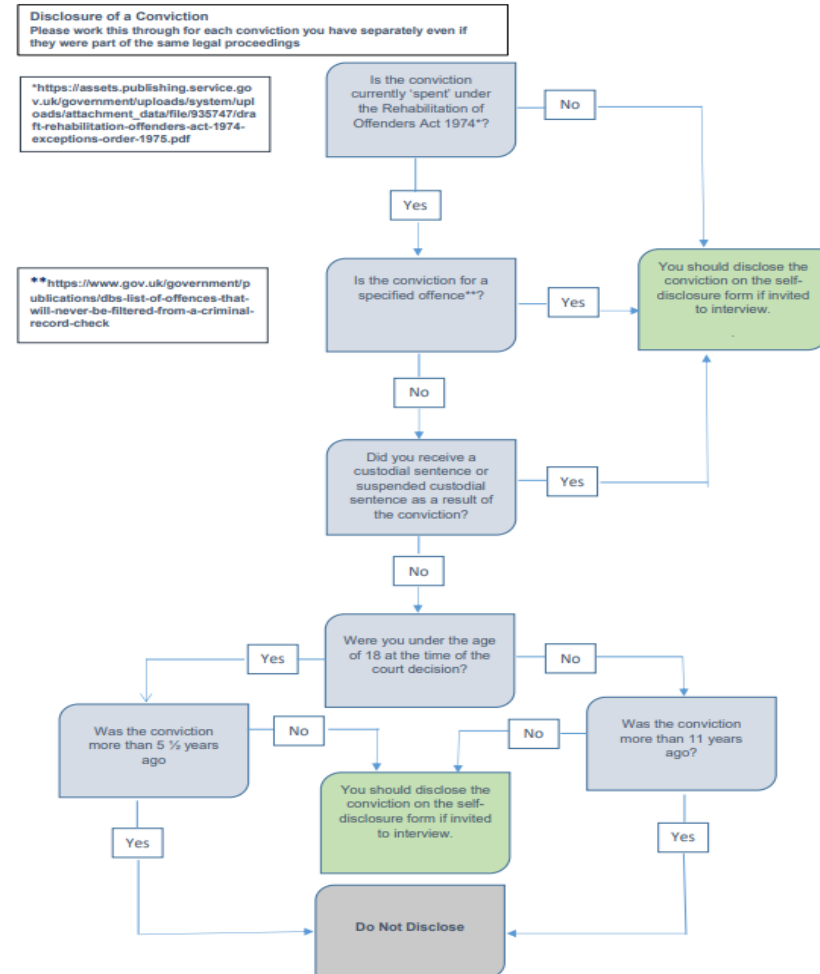 Disclosure of a Conviction
Please work this through for each conviction you have separately even if
they were part of the same legal proceedings
*https://assets.publishing.service.go
v.uk/government/uploads/system/upl
oads/attachment_data/file/935747/dra
ft-rehabilitation-offenders-act-1974-
exceptions-order-1975.pdf
Is the conviction
currently ‘spent’ under
the Rehabilitation of
Offenders Act 1974*?
No
Yes
**https://www.gov.uk/government/p
ublications/dbs-list-of-offences-that-
will-never-be-filtered-from-a-criminal-
record-check
Is the conviction for a
specified offence**?
Yes
You should disclose the
conviction on the self-
disclosure form if invited
to interview.
.
No
Did you receive a
custodial sentence or
suspended custodial
sentence as a result of
the conviction?
Yes
No
Were you under the age
of 18 at the time of the
court decision?
Yes
No
Was the conviction
more than 5 ½ years
ago
No
No
Was the conviction
more than 11 years
ago?
You should disclose the
conviction on the self-
disclosure form if invited
to interview.
Yes
Yes
Do Not Disclose